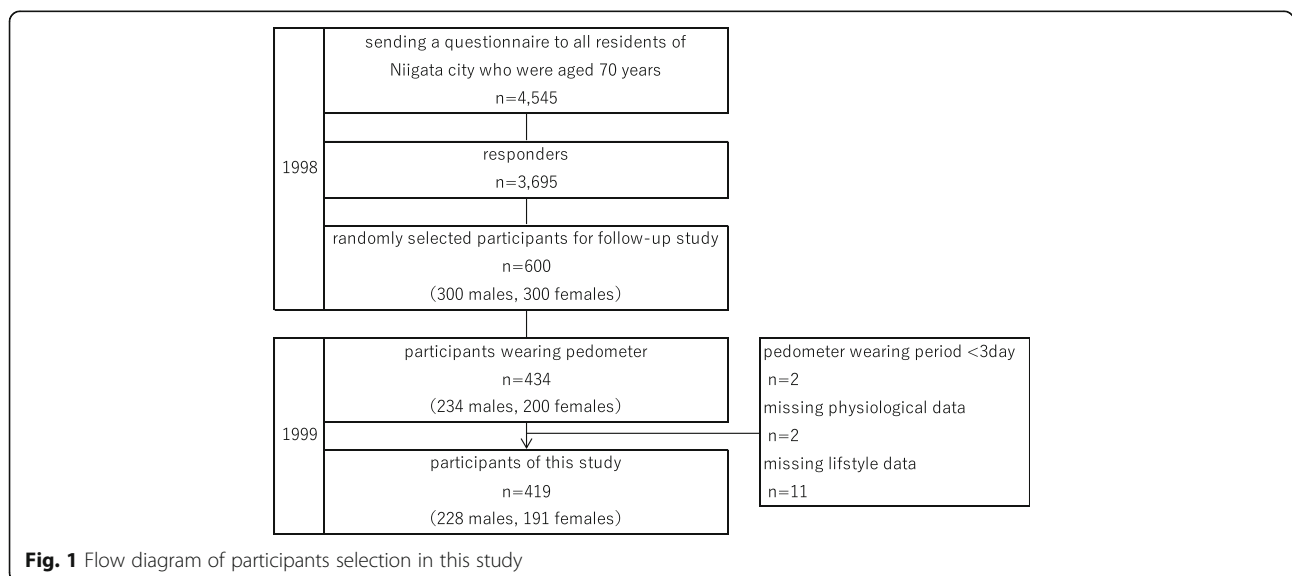 sending a questionnaire to all residents of
Niigata city who were aged 70 years
n=4,545
1998
responders
n=3,695
randomly selected participants for follow-up study
n=600
(300 males, 300 females)
1999
participants wearing pedometer
n=434
(234 males, 200 females)
pedometer wearing period <3day
n=2
missing physiological data
n=2
missing lifstyle data
n=11
participants of this study
n=419
(228 males, 191 females)
Fig. 1 Flow diagram of participants selection in this study